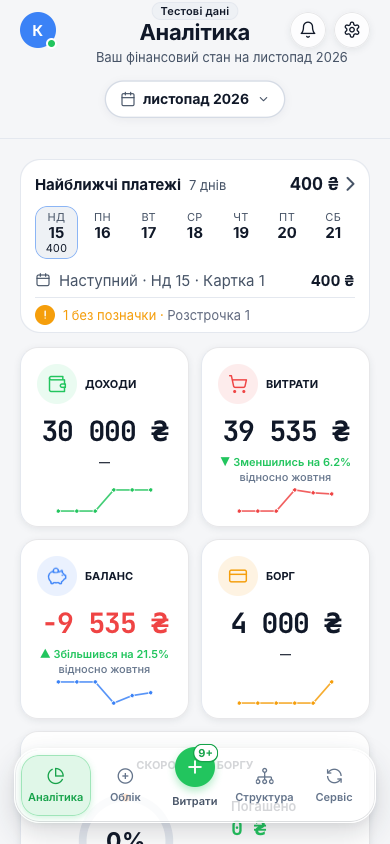 Тестові дані
К
Аналітика
Ваш фінансовий стан на листопад 2026
листопад 2026
Найближчі платежі 7 днів 400 ₴
НД ПН ВТ СР ЧТ ПТ СБ
15 16 17 18 19 20 21
400
Наступний · Нд 15 · Картка 1 400 ₴
! 1 без позначки · Розстрочка 1
ДОХОДИ
30 000 ₴
—
ВИТРАТИ
39 535 ₴
▼ Зменшились на 6.2%
відносно жовтня
БАЛАНС
-9 535 ₴
▲ Збільшився на 21.5%
відносно жовтня
БОРГ
4 000 ₴
—
БОРГУ
9+
Аналітика
Облік
Витрати
Структура
Сервіс
Погашено
0%
0 ₴